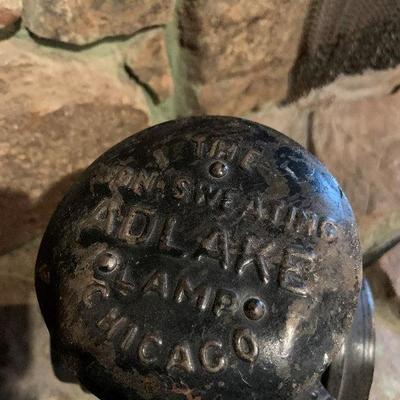 THE
NON-SWEATING
ADLAKE
LAMP
CHICAGO